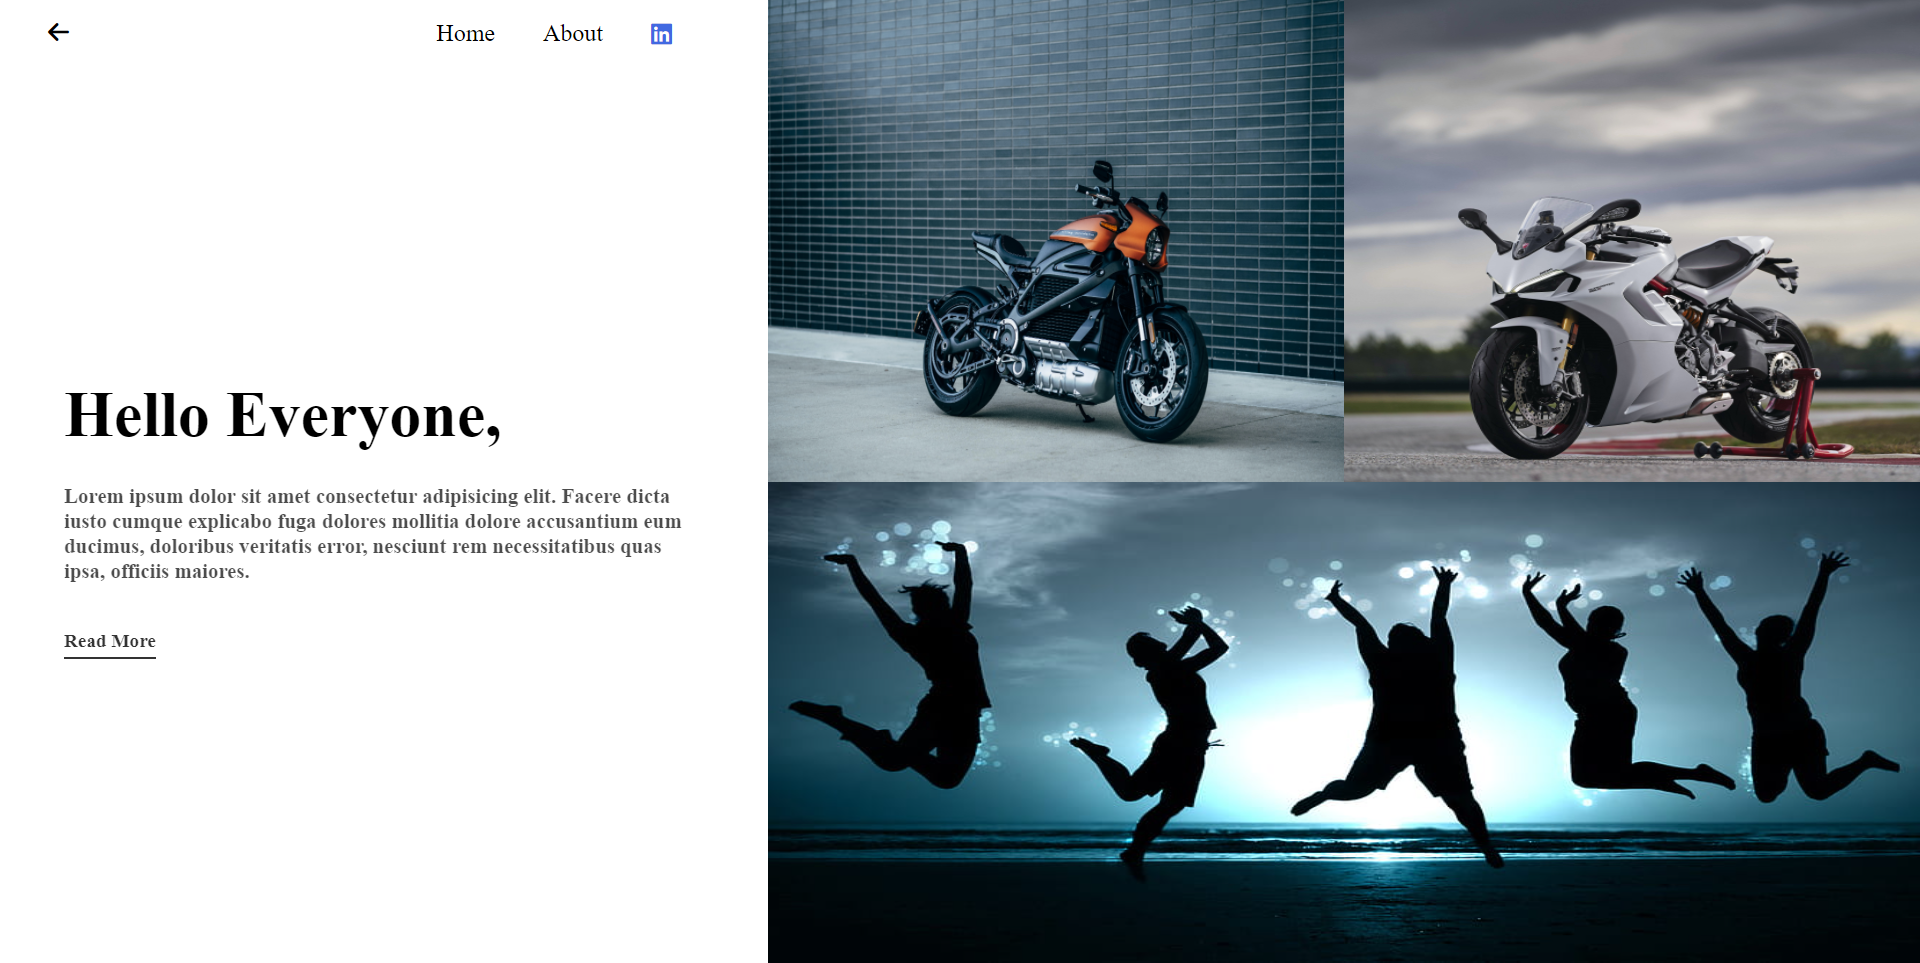 Home About in
Hello Everyone,
Lorem ipsum dolor sit amet consectetur adipisicing elit. Facere dicta
iusto cumque explicabo fuga dolores mollitia dolore accusantium eum
ducimus, doloribus veritatis error, nesciunt rem necessitatibus quas
ipsa, officiis maiores.
Read More